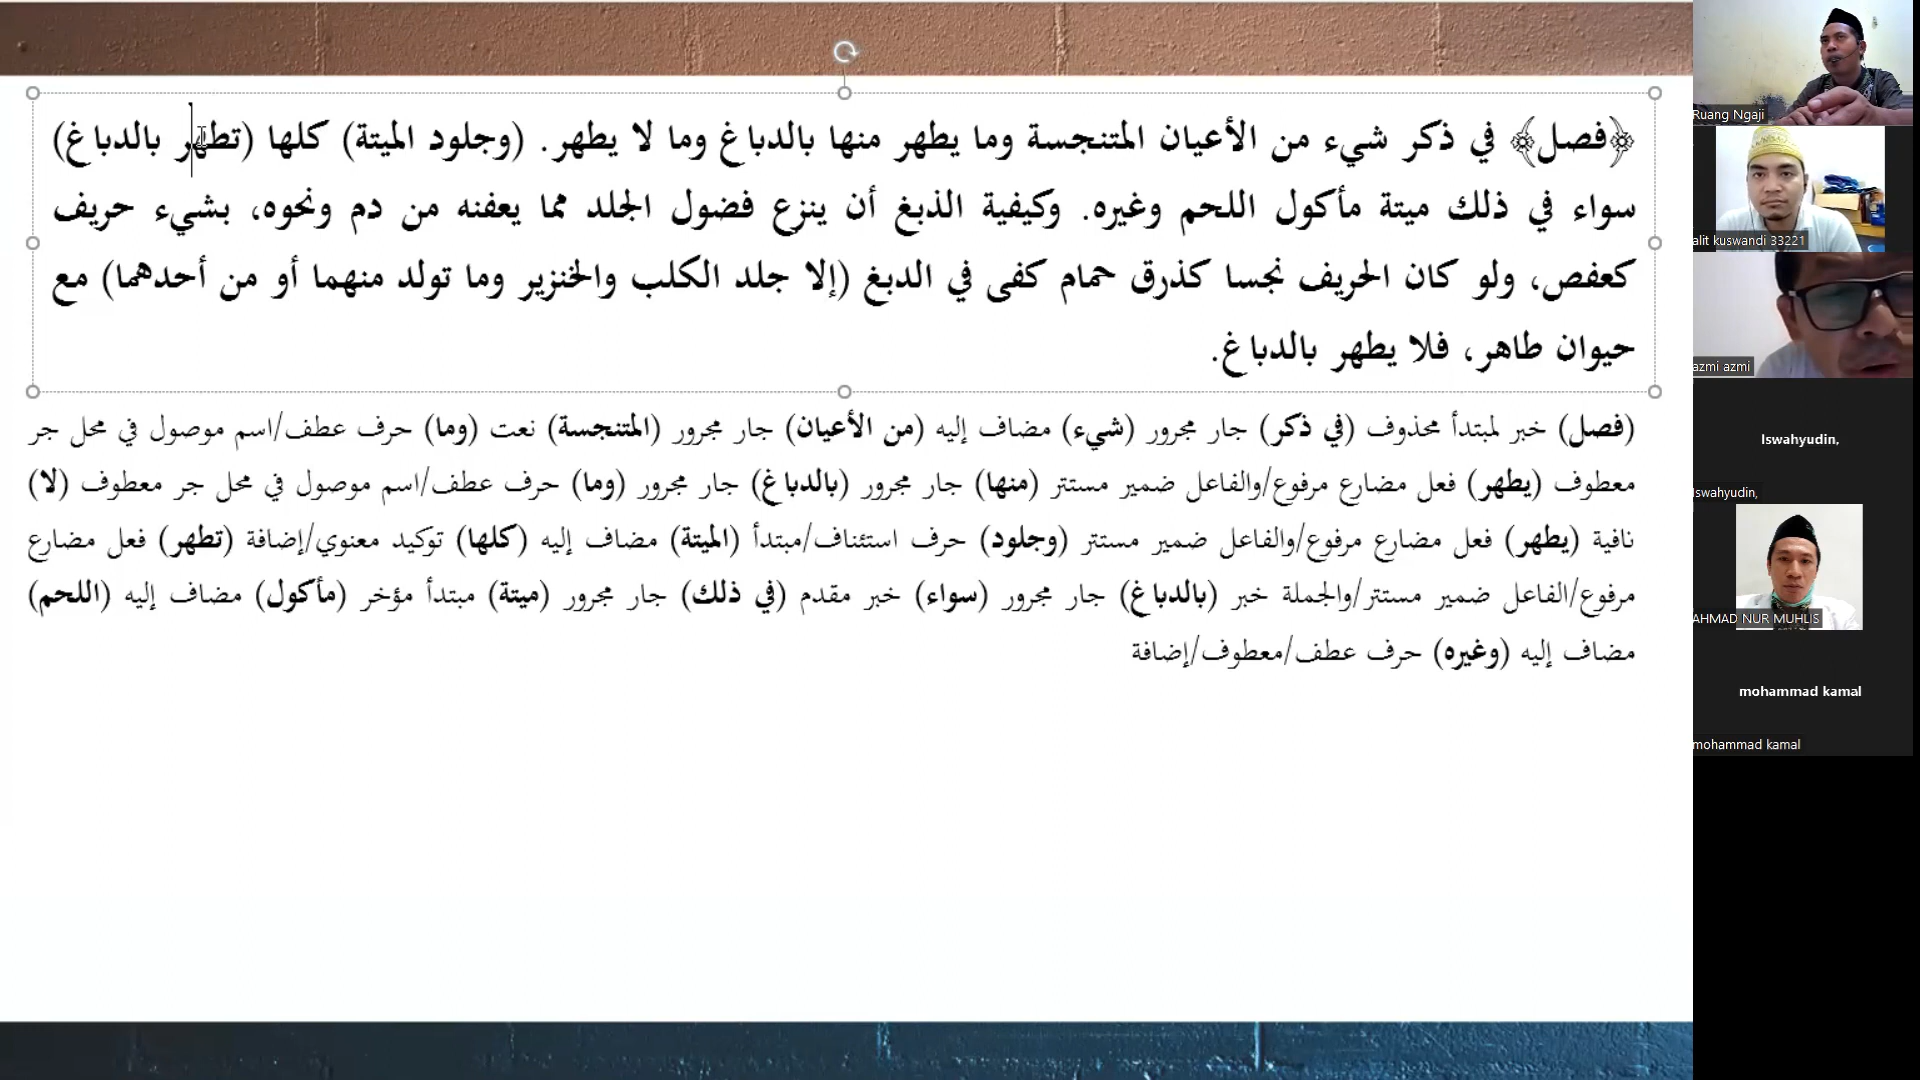 ﴿فصل﴾ في ذكر شيء من الأعيان المتنجسة وما يطهر منها بالدباغ وما لا يطهر. (وجلود الميتة) كلها (تطهر بالدباغ)
سواء في ذلك ميتة مأكول اللحم وغيره. وكيفية الذبغ أن ينزع فضول الجلد مما يعفنه من دم ونحوه، بشيء حريف
كعفص، ولو كان الحريف نجسا كذرق حمام كفى في الدبغ (إلا جلد الكلب والخنزير وما تولد منهما أو من أحدهما) مع
حيوان طاهر، فلا يطهر بالدباغ.
(فصل) خبر لمبتدأ محذوف (في ذكر) جار مجرور (شيء) مضاف إليه (من الأعيان) جار مجرور (المتنجسة) نعت (وما) حرف عطف/اسم موصول في محل جر
معطوف (يطهر) فعل مضارع مرفوع/والفاعل ضمير مستتر (منها) جار مجرور (بالدباغ) جار مجرور (وما) حرف عطف/اسم موصول في محل جر معطوف (لا)
نافية (يطهر) فعل مضارع مرفوع/والفاعل ضمير مستتر (وجلود) حرف استئناف/مبتدأ (الميتة) مضاف إليه (كلها) توكيد معنوي/إضافة (تطهر) فعل مضارع
مرفوع/الفاعل ضمير مستتر/والجملة خبر (بالدباغ) جار مجرور (سواء) خبر مقدم (في ذلك) جار مجرور (ميتة) مبتدأ مؤخر (مأكول) مضاف إليه (اللحم)
مضاف إليه (وغيره) حرف عطف/معطوف/إضافة
Ruang Ngaji
alit kuswandi 33221
azmi azmi
Iswahyudin,
Iswahyudin,
AHMAD NUR MUHLIS
mohammad kamal
mohammad kamal